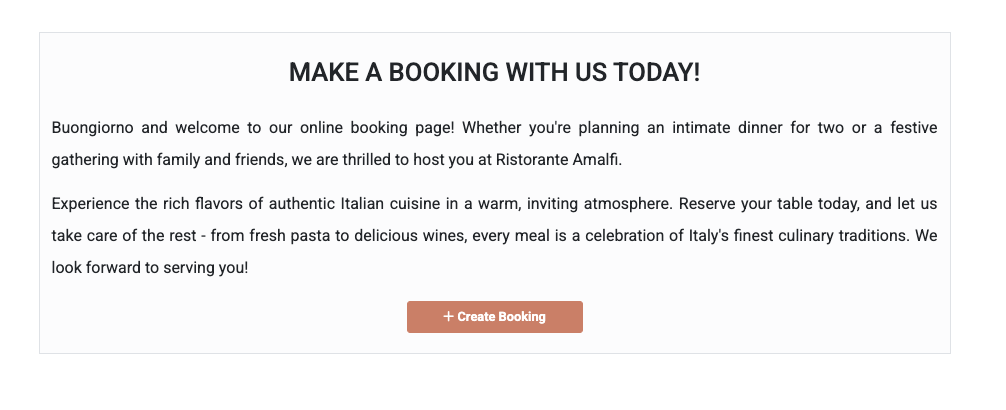 MAKE A BOOKING WITH US TODAY!
Buongiorno and welcome to our online booking page! Whether you're planning an intimate dinner for two or a festive
gathering with family and friends, we are thrilled to host you at Ristorante Amalfi.
Experience the rich flavors of authentic Italian cuisine in a warm, inviting atmosphere. Reserve your table today, and let us
take care of the rest - from fresh pasta to delicious wines, every meal is a celebration of Italy's finest culinary traditions. We
look forward to serving you!
+ Create Booking